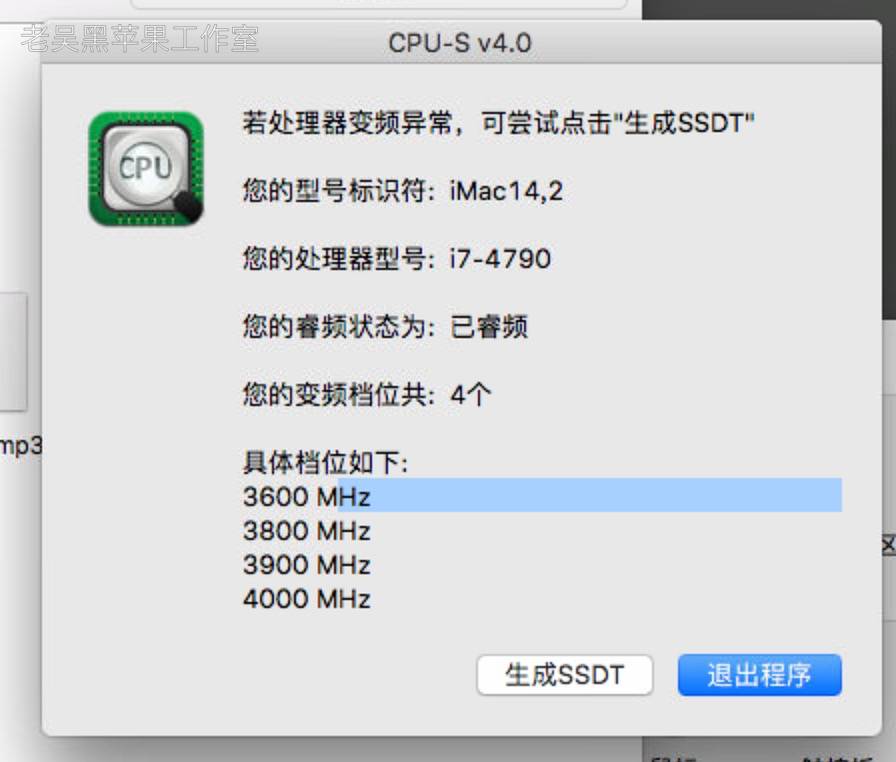 老吴黑苹果工作室
CPU-S v4.0
CPU
若处理器变频异常，可尝试点击"生成SSDT"
您的型号标识符: iMac14,2
您的处理器型号: i7-4790
您的睿频状态为: 已睿频
您的变频档位共: 4个
mp3
具体档位如下:
3600 MHz
3800 MHz
3900 MHz
4000 MHz
区
生成SSDT
退出程序